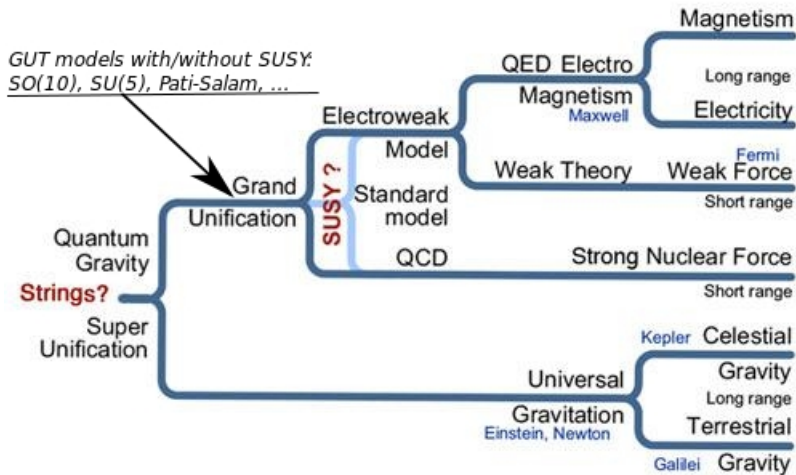 GUT models with/without SUSY:
SO(10), SU(5), Pati-Salam, ...
Magnetism
QED Electro
Magnetism
Maxwell
Long range
Electricity
Electroweak
Model
Fermi
Weak Theory
Weak Force
Short range
Grand
Unification
SUSY ?
Standard
model
QCD
Strong Nuclear Force
Short range
Quantum
Gravity
Strings?
Super
Unification
Kepler
Celestial
Gravity
Long range
Universal
Gravitation
Einstein, Newton
Terrestrial
Galilei
Gravity